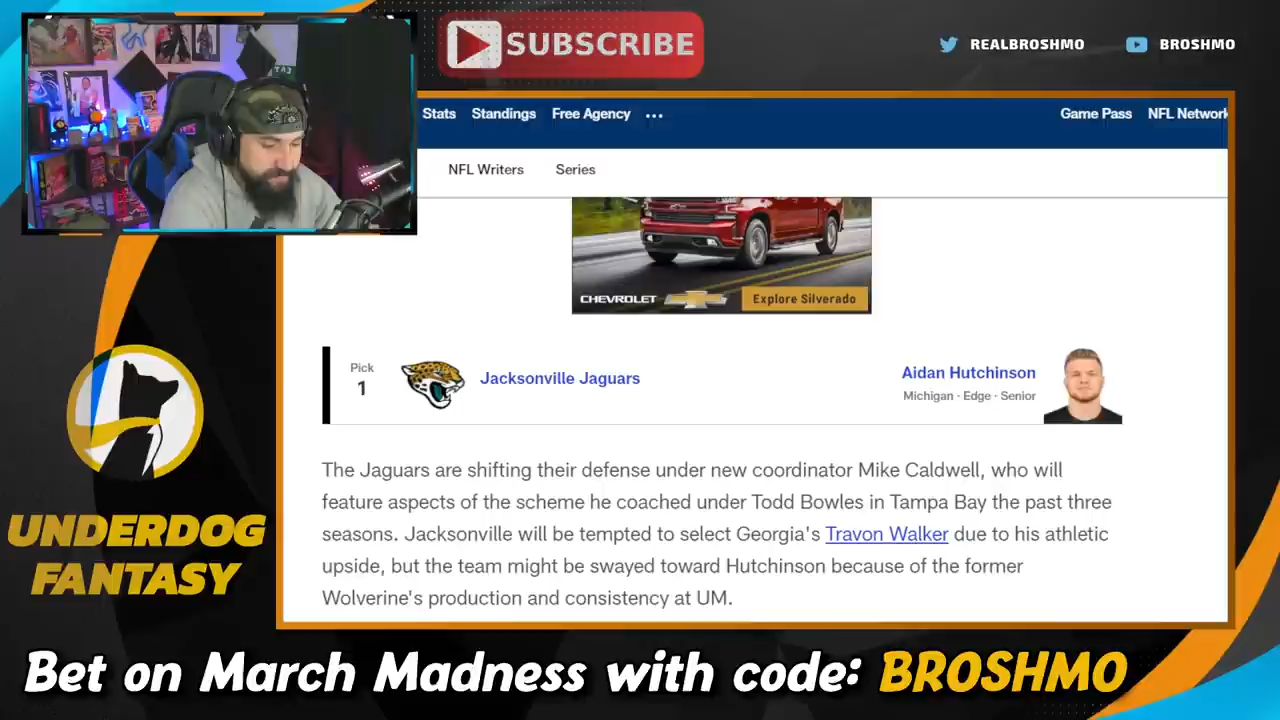 SUBSCRIBE
REALBROSHMO
BROSHMO
Stats Standings Free Agency ...
Game Pass NFL Network
NFL Writers Series
CHEVROLET
Explore Silverado
Pick
1
Jacksonville Jaguars
Aidan Hutchinson
Michigan · Edge · Senior
The Jaguars are shifting their defense under new coordinator Mike Caldwell, who will
feature aspects of the scheme he coached under Todd Bowles in Tampa Bay the past three
seasons. Jacksonville will be tempted to select Georgia's Travon Walker due to his athletic
upside, but the team might be swayed toward Hutchinson because of the former
Wolverine's production and consistency at UM.
UNDERDOG
FANTASY
Bet on March Madness with code: BROSHMO